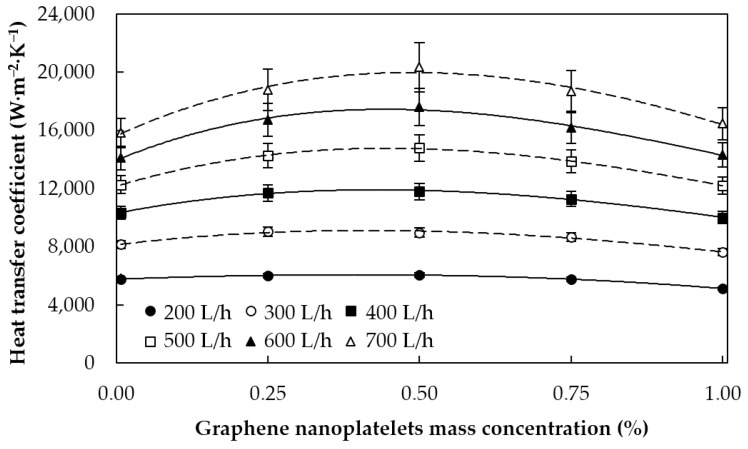 24,000
20,000
16,000
12,000
8,000
4,000
0
Heat transfer coefficient (W·m⁻²·K⁻¹)
200 L/h 300 L/h 400 L/h
500 L/h 600 L/h 700 L/h
0.00 0.25 0.50 0.75 1.00
Graphene nanoplatelets mass concentration (%)